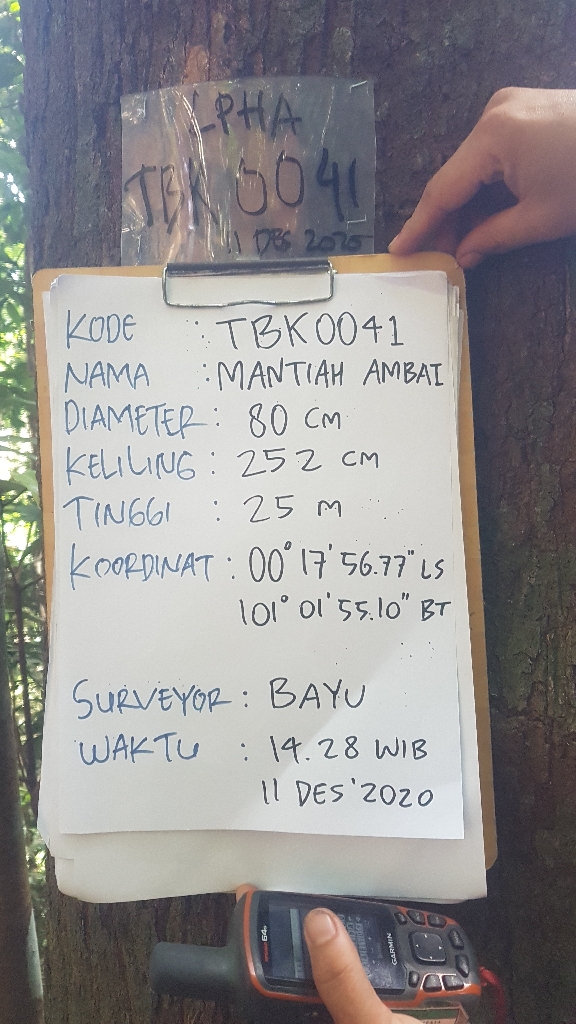 LPHA
TBK 0041
11 DES 2020
KODE : TBK0041
NAMA : MANTIAH AMBAI
DIAMETER : 80 CM
KELILING : 252 CM
TINGGI : 25 M
KOORDINAT : 00° 17' 56.77" LS
101° 01' 55.10" BT
SURVEYOR : BAYU
WAKTU : 14.28 WIB
11 DES'2020
64s
GARMIN